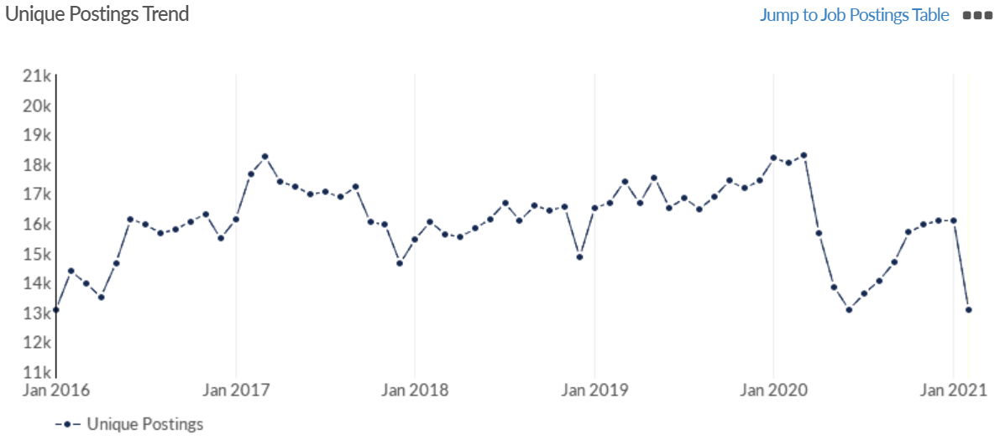 Unique Postings Trend
Jump to Job Postings Table
21k
20k
19k
18k
17k
16k
15k
14k
13k
12k
11k
Jan 2016 Jan 2017 Jan 2018 Jan 2019 Jan 2020 Jan 2021
Unique Postings